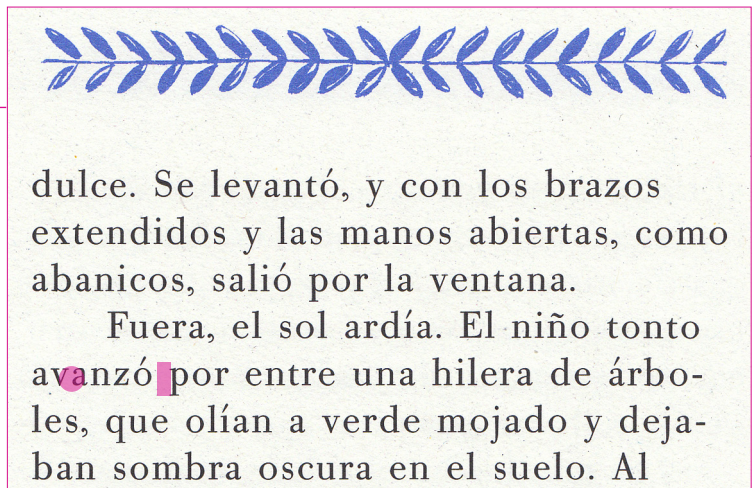 dulce. Se levantó, y con los brazos
extendidos y las manos abiertas, como
abanicos, salió por la ventana.
Fuera, el sol ardía. El niño tonto
avanzó por entre una hilera de árbo-
les, que olían a verde mojado y deja-
ban sombra oscura en el suelo. Al